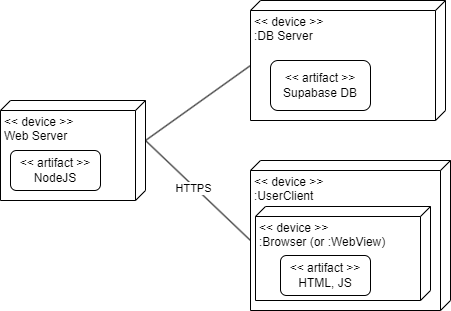 << device >>
:DB Server
<< artifact >>
Supabase DB
<< device >>
Web Server
<< artifact >>
NodeJS
HTTPS
<< device >>
:UserClient
<< device >>
:Browser (or :WebView)
<< artifact >>
HTML, JS